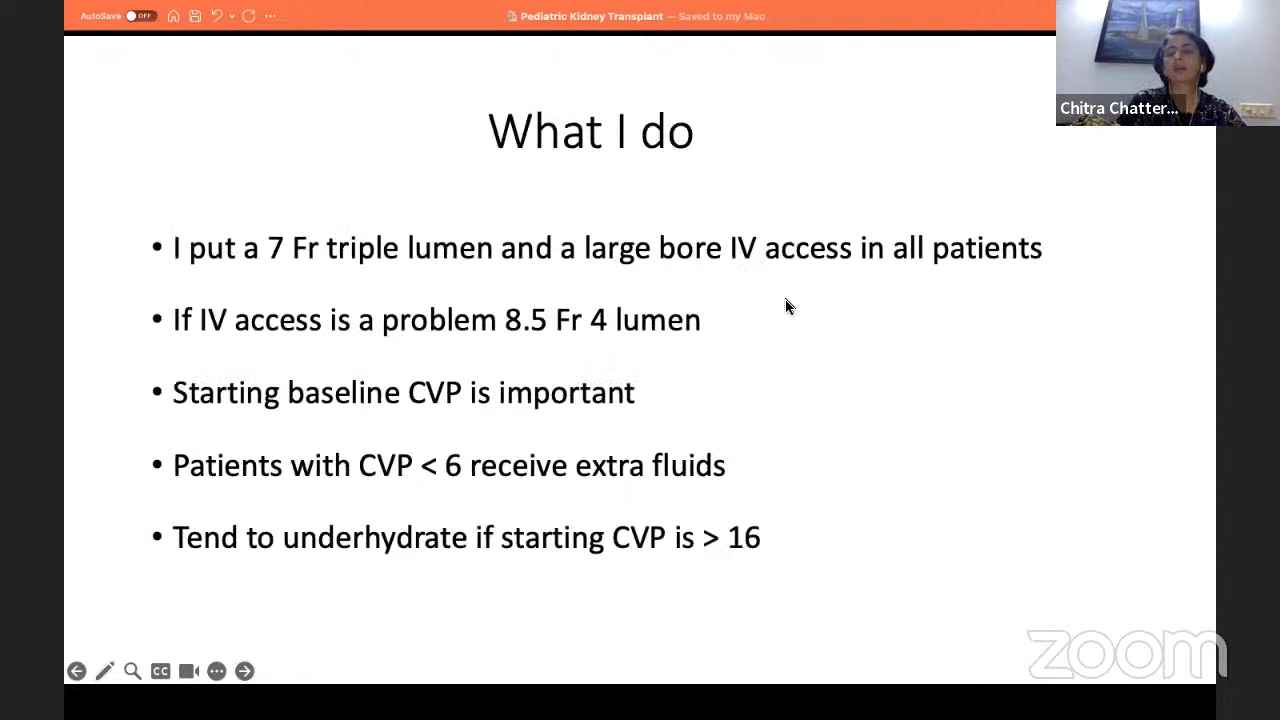 AutoSave OFF
Pediatric Kidney Transplant — Saved to my Mac
Chitra Chatter...
What I do
• I put a 7 Fr triple lumen and a large bore IV access in all patients
• If IV access is a problem 8.5 Fr 4 lumen
• Starting baseline CVP is important
• Patients with CVP < 6 receive extra fluids
• Tend to underhydrate if starting CVP is > 16
CC
zoom